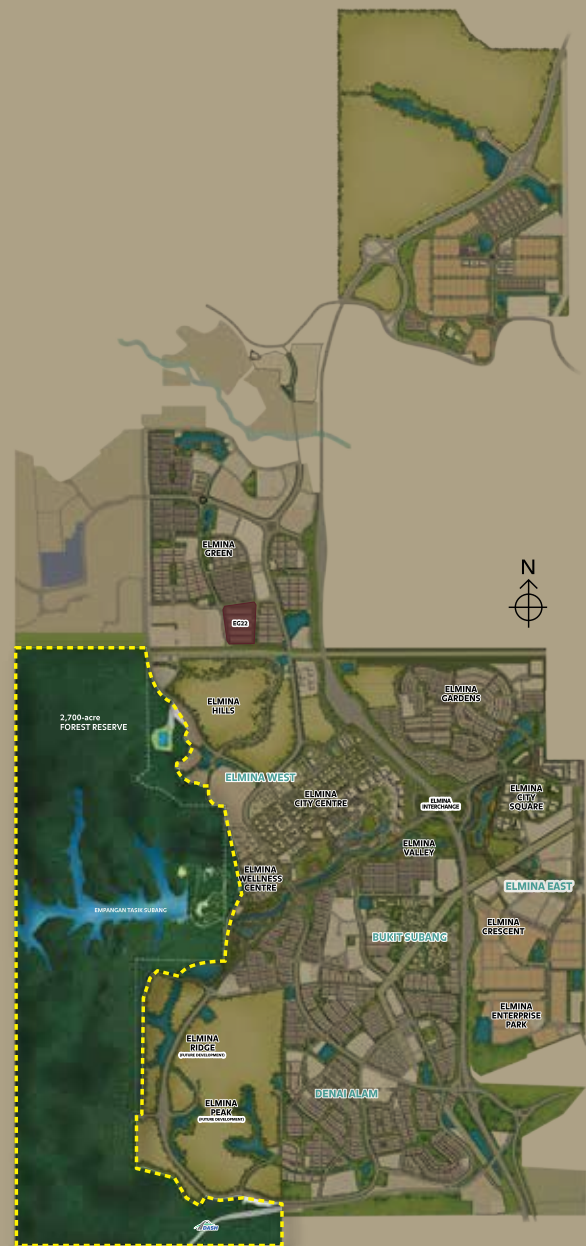 N
ELMINA
GREEN
EG22
2,700-acre
FOREST RESERVE
ELMINA
HILLS
ELMINA
GARDENS
ELMINA WEST
ELMINA
CITY CENTRE
ELMINA
INTERCHANGE
ELMINA
CITY
SQUARE
ELMINA
VALLEY
ELMINA
WELLNESS
CENTRE
ELMINA EAST
EMPANGAN TASIK SUBANG
ELMINA
CRESCENT
BUKIT SUBANG
ELMINA
ENTERPRISE
PARK
ELMINA
RIDGE
(FUTURE DEVELOPMENT)
ELMINA
PEAK
(FUTURE DEVELOPMENT)
DENAI ALAM
DASH